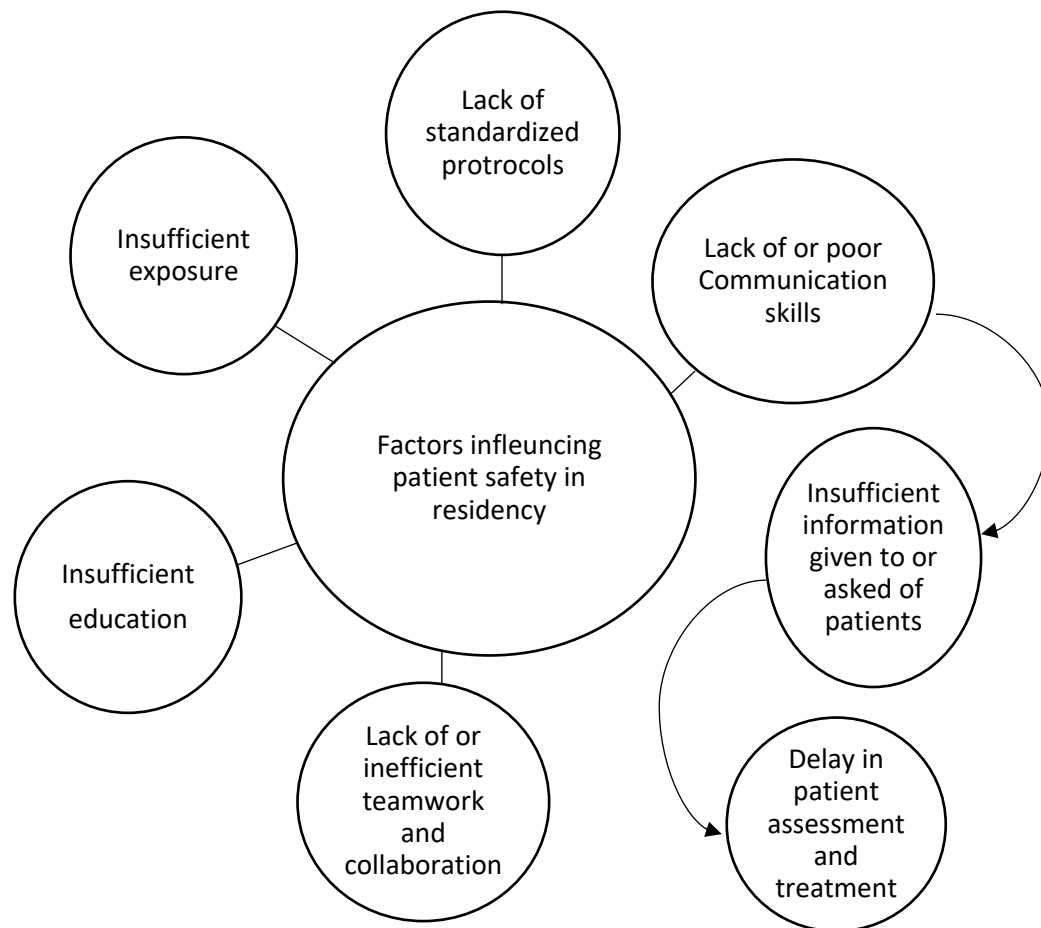 Lack of
standardized
protrocols
Insufficient
exposure
Lack of or poor
Communication
skills
Factors infleuncing
patient safety in
residency
Insufficient
information
given to or
asked of
patients
Insufficient
education
Lack of or
inefficient
teamwork
and
collaboration
Delay in
patient
assessment
and
treatment